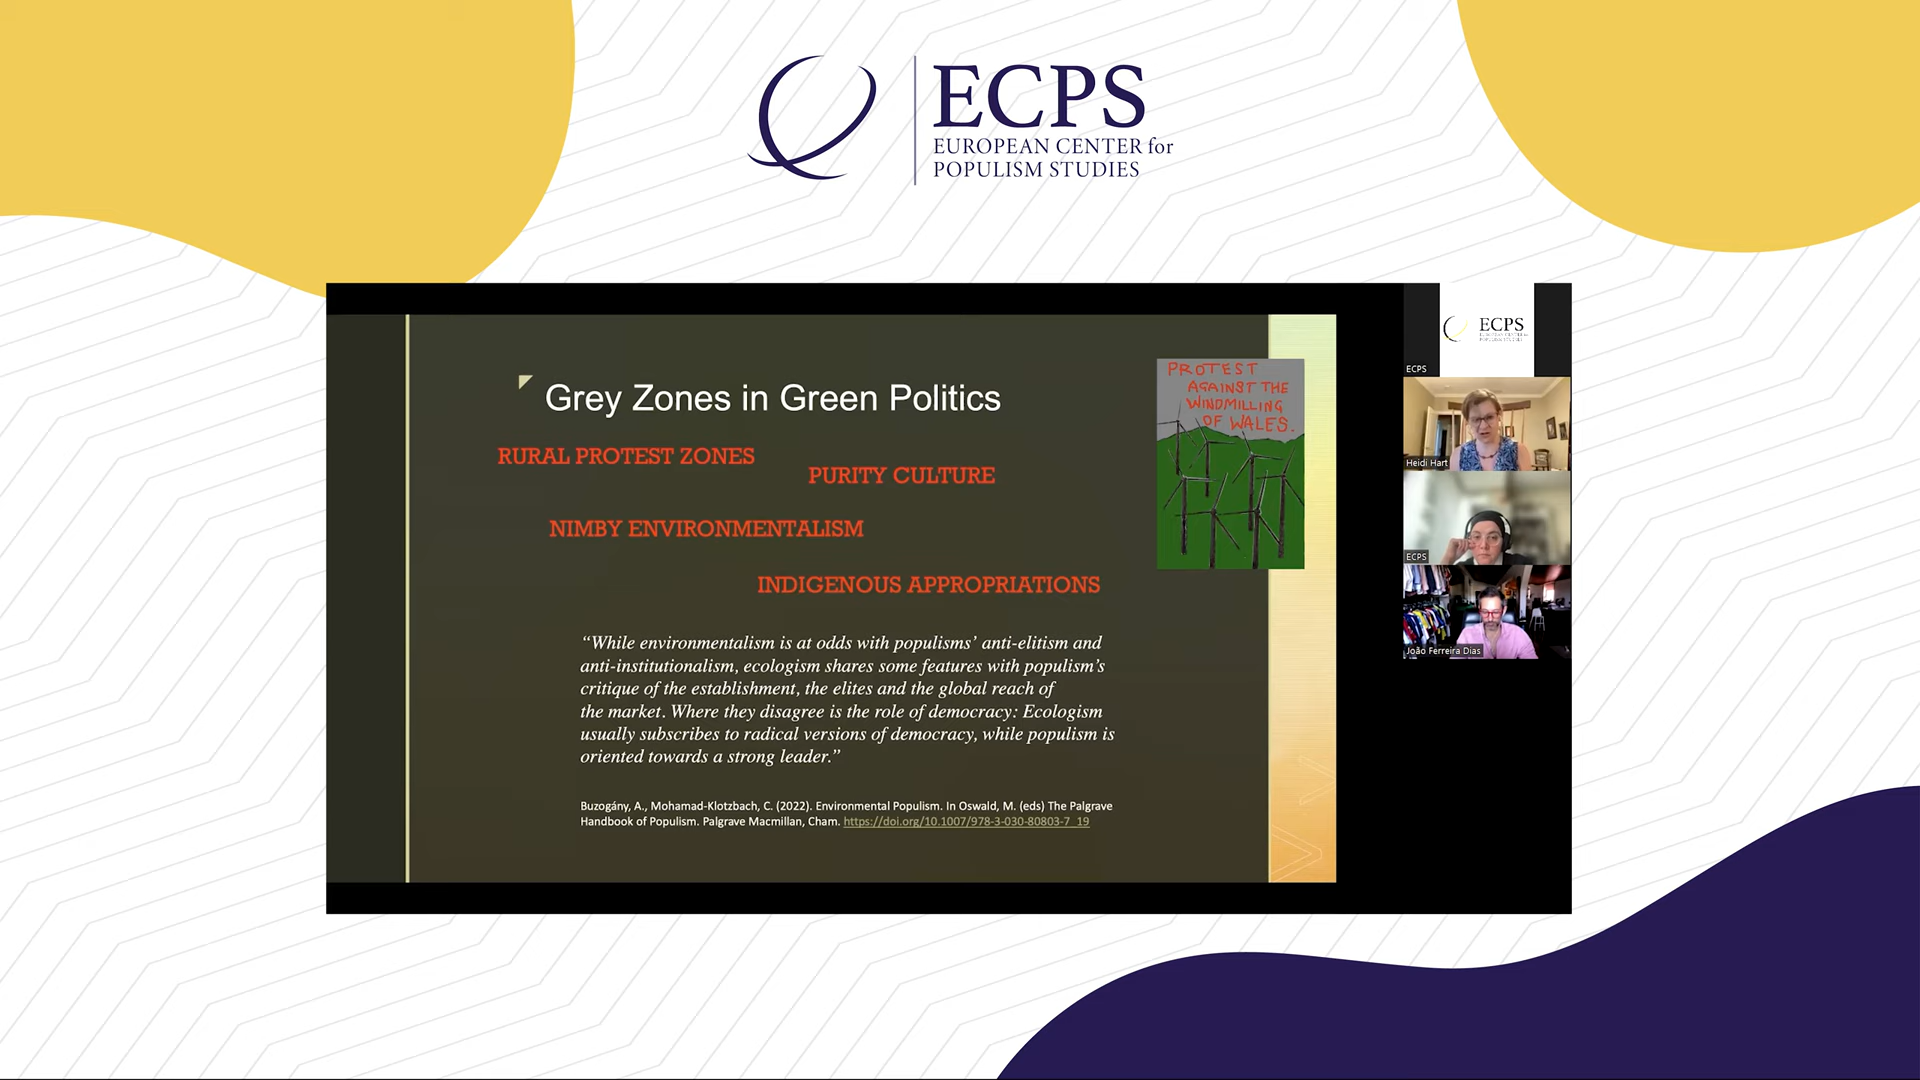 ECPS
EUROPEAN CENTER for
POPULISM STUDIES
Grey Zones in Green Politics
RURAL PROTEST ZONES
PURITY CULTURE
NIMBY ENVIRONMENTALISM
INDIGENOUS APPROPRIATIONS
“While environmentalism is at odds with populisms’ anti-elitism and
anti-institutionalism, ecologism shares some features with populism’s
critique of the establishment, the elites and the global reach of
the market. Where they disagree is the role of democracy: Ecologism
usually subscribes to radical versions of democracy, while populism is
oriented towards a strong leader.”
Buzogány, A., Mohamad-Klotzbach, C. (2022). Environmental Populism. In Oswald, M. (eds) The Palgrave
Handbook of Populism. Palgrave Macmillan, Cham. https://doi.org/10.1007/978-3-030-80803-7_19
PROTEST
AGAINST THE
WINDMILLING
OF WALES.
ECPS
ECPS
Heidi Hart
ECPS
João Ferreira Dias